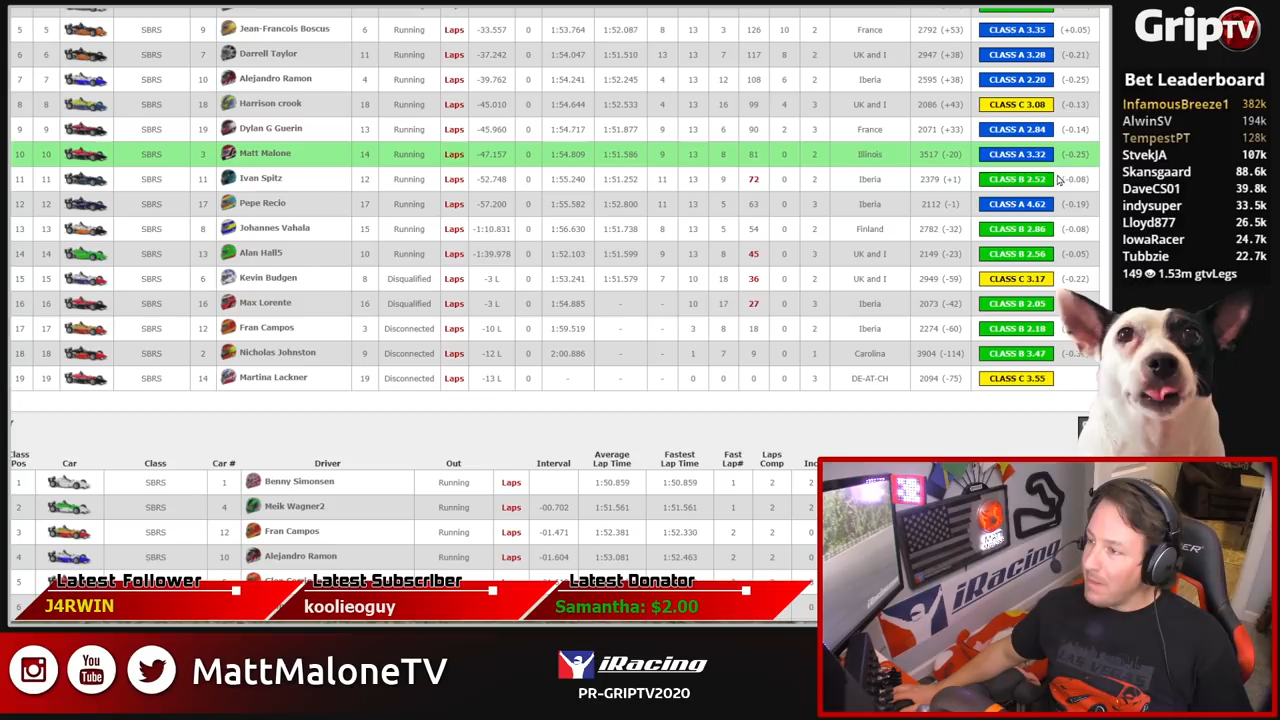 5 5 SBRS 9 Jean-Francois Boscus 6 Running Laps -33.557 0 1:53.764 1:52.087 8 13 3 126 10 2 France 2792 (+53) CLASS A 3.35 (+0.05)
6 6 SBRS 7 Darrell Taylor 11 Running Laps -37.242 0 1:54.047 1:51.510 13 13 7 117 8 2 UK and I 2947 (+38) CLASS A 3.28 (-0.21)
7 7 SBRS 10 Alejandro Ramon 4 Running Laps -39.762 0 1:54.241 1:52.245 4 13 12 108 0 2 Iberia 2595 (+38) CLASS A 2.20 (-0.25)
8 8 SBRS 18 Harrison crook 18 Running Laps -45.010 0 1:54.644 1:52.533 4 13 16 99 4 3 UK and I 2086 (+43) CLASS C 3.08 (-0.13)
9 9 SBRS 19 Dylan G Guerin 13 Running Laps -45.960 0 1:54.717 1:51.877 9 13 6 90 2 3 France 2071 (+33) CLASS A 2.84 (-0.14)
10 10 SBRS 3 Matt Malone 14 Running Laps -47.157 0 1:54.809 1:51.586 9 13 8 81 0 2 Illinois 3517 (-20) CLASS A 3.32 (-0.25)
11 11 SBRS 11 Ivan Spitz 12 Running Laps -52.748 0 1:55.240 1:51.252 11 13 9 72 0 2 Iberia 2379 (+1) CLASS B 2.52 (-0.08)
12 12 SBRS 17 Pepe Recio 17 Running Laps -57.200 0 1:55.582 1:52.800 11 13 5 63 0 3 Iberia 2112 (-1) CLASS A 4.62 (-0.19)
13 13 SBRS 8 Johannes Vahala 15 Running Laps -1:10.831 0 1:56.630 1:51.738 8 13 5 54 0 2 Finland 2782 (-32) CLASS B 2.86 (-0.08)
14 14 SBRS 13 Alan Hall5 10 Running Laps -1:39.978 0 1:52.103 1:51.599 9 13 8 45 0 3 UK and I 2149 (-23) CLASS B 2.56 (-0.05)
15 15 SBRS 6 Kevin Budgen 8 Disqualified Laps -3 L 0 1:53.241 1:51.579 7 10 18 36 0 2 UK and I 2949 (-59) CLASS C 3.17 (-0.22)
16 16 SBRS 16 Max Lorente 16 Disqualified Laps -3 L 0 1:54.885 - - 10 17 27 0 3 Iberia 2073 (-42) CLASS B 2.05
17 17 SBRS 12 Fran Campos 3 Disconnected Laps -10 L 0 1:59.519 - - 3 8 18 0 2 Iberia 2274 (-60) CLASS B 2.18
18 18 SBRS 2 Nicholas Johnston 9 Disconnected Laps -12 L 0 2:00.886 - - 1 7 9 0 1 Carolina 3904 (-114) CLASS B 3.47
19 19 SBRS 14 Martina Lackner 19 Disconnected Laps -13 L 0 - - - 0 0 0 0 3 DE-AT-CH 2094 (-75) CLASS C 3.55
Class Pos Car Class Car # Driver Out Interval Average Lap Time Fastest Lap Time Fast Lap# Laps Comp Inc
1 SBRS 1 Benny Simonsen Running Laps 0 1:50.859 1:50.859 1 2 2
2 SBRS 4 Meik Wagner2 Running Laps -00.702 0 1:51.561 1:51.561 1 2
3 SBRS 12 Fran Campos Running Laps -01.471 0 1:52.381 1:52.330 2 2
4 SBRS 10 Alejandro Ramon Running Laps -01.604 0 1:53.081 1:52.463 2 2
5
6
Latest Follower
J4RWIN
Latest Subscriber
koolieoguy
Latest Donator
Samantha: $2.00
You Tube
MattMaloneTV
iRacing
PR-GRIPTV2020
GripTV
Bet Leaderboard
InfamousBreeze1 382k
AlwinSV 194k
TempestPT 128k
StvekJA 107k
Skansgaard 88.6k
DaveCS01 39.8k
indysuper 33.5k
Lloyd877 26.5k
IowaRacer 24.7k
Tubbzie 22.7k
149 1.53m gtvLegs
iRacing
LAS VEGAS